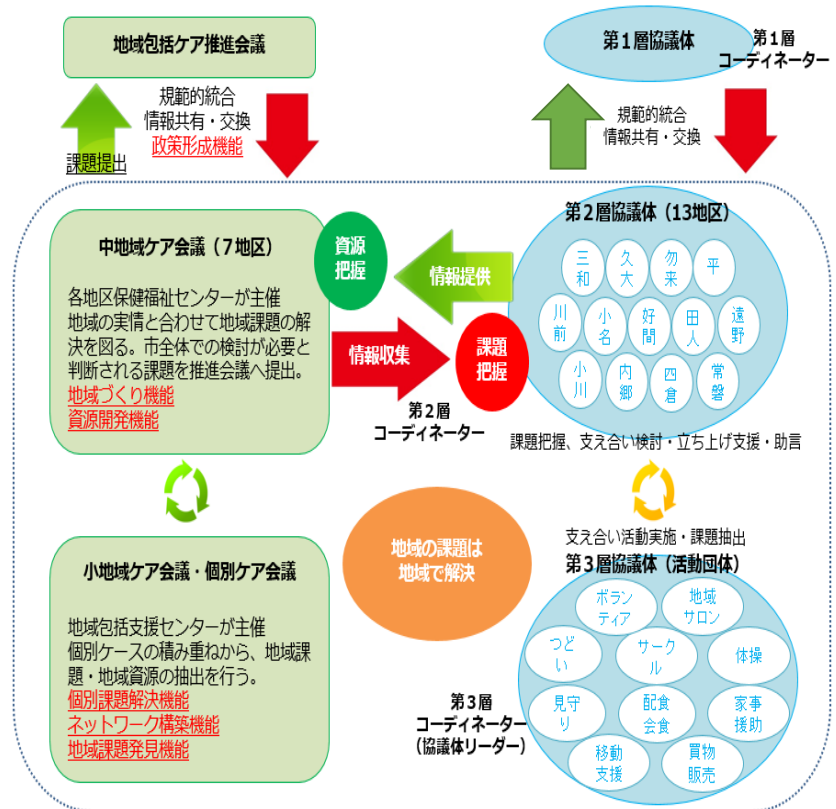 地域包括ケア推進会議
第1層協議体
第1層
コーディネーター
規範的統合
情報共有・交換
政策形成機能
課題提出
規範的統合
情報共有・交換
中地域ケア会議（7地区）
各地区保健福祉センターが主催
地域の実情と合わせて地域課題の解
決を図る。市全体での検討が必要と
判断される課題を推進会議へ提出。
地域づくり機能
資源開発機能
資源
把握
情報提供
情報収集
課題
把握
第2層
コーディネーター
第2層協議体（13地区）
三和
久大
勿来
平
川前
小名
好間
田人
遠野
小川
内郷
四倉
常磐
課題把握、支え合い検討・立ち上げ支援・助言
地域の課題は
地域で解決
小地域ケア会議・個別ケア会議
地域包括支援センターが主催
個別ケースの積み重ねから、地域課
題・地域資源の抽出を行う。
個別課題解決機能
ネットワーク構築機能
地域課題発見機能
支え合い活動実施・課題抽出
第3層協議体（活動団体）
ボラン
ティア
地域
サロン
つど
い
サーク
ル
体操
見守
り
配食
会食
家事
援助
移動
支援
買物
販売
第3層
コーディネーター
（協議体リーダー）